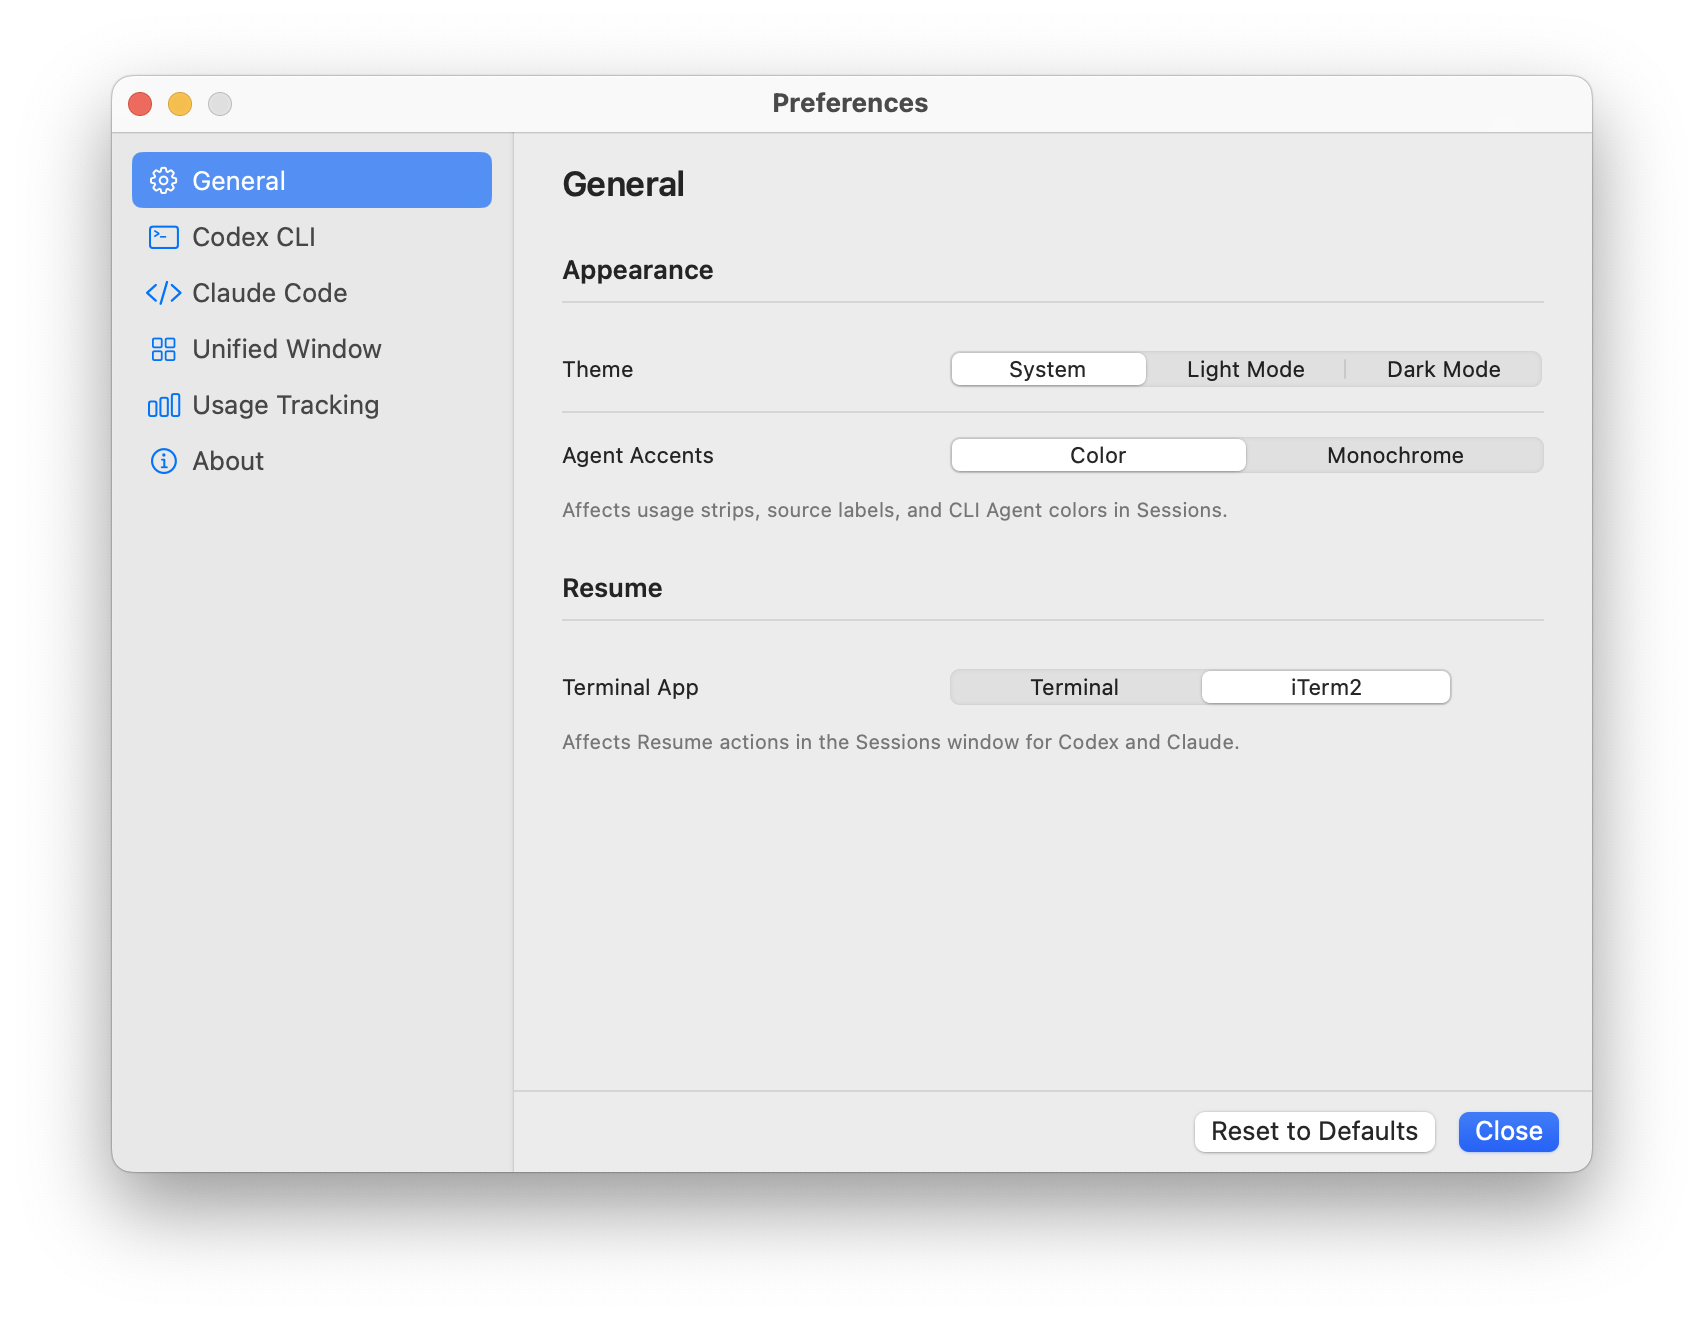 Preferences
General
Codex CLI
Claude Code
Unified Window
Usage Tracking
About
General
Appearance
Theme System Light Mode Dark Mode
Agent Accents Color Monochrome
Affects usage strips, source labels, and CLI Agent colors in Sessions.
Resume
Terminal App Terminal iTerm2
Affects Resume actions in the Sessions window for Codex and Claude.
Reset to Defaults Close